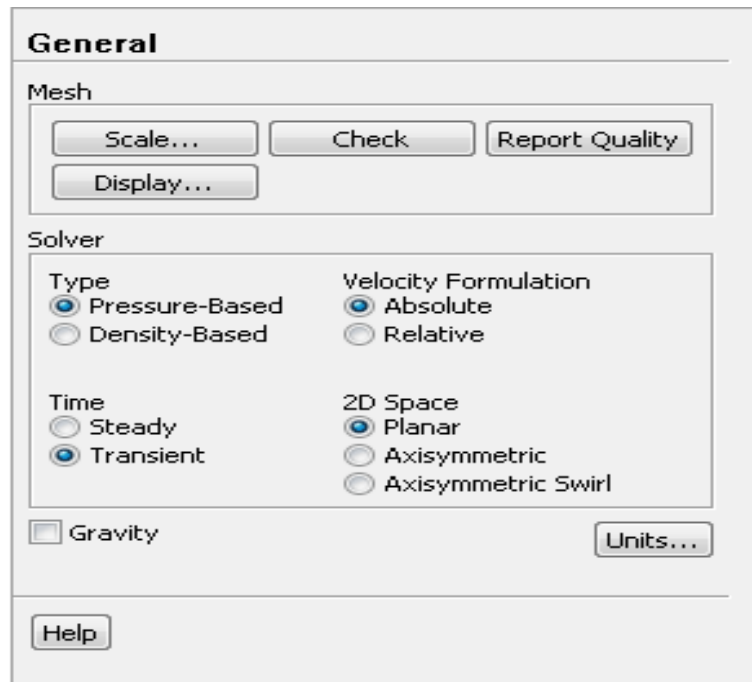 General
Mesh
Scale... Check Report Quality
Display...
Solver
Type Velocity Formulation
Pressure-Based Absolute
Density-Based Relative
Time 2D Space
Steady Planar
Transient Axisymmetric
Axisymmetric Swirl
Gravity Units...
Help